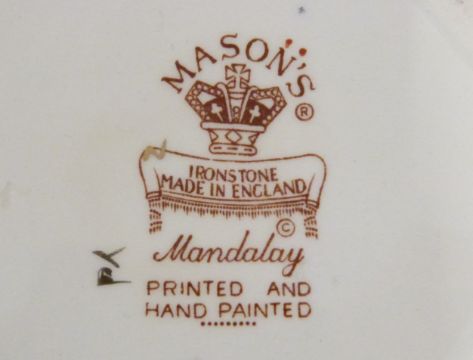 MASON'S
®
IRONSTONE
MADE IN ENGLAND
©
Mandalay
PRINTED AND
HAND PAINTED